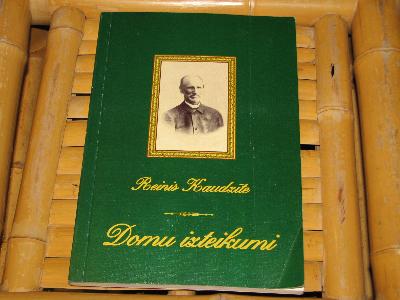 Reinis Kaudzīte
Domu izteikumi